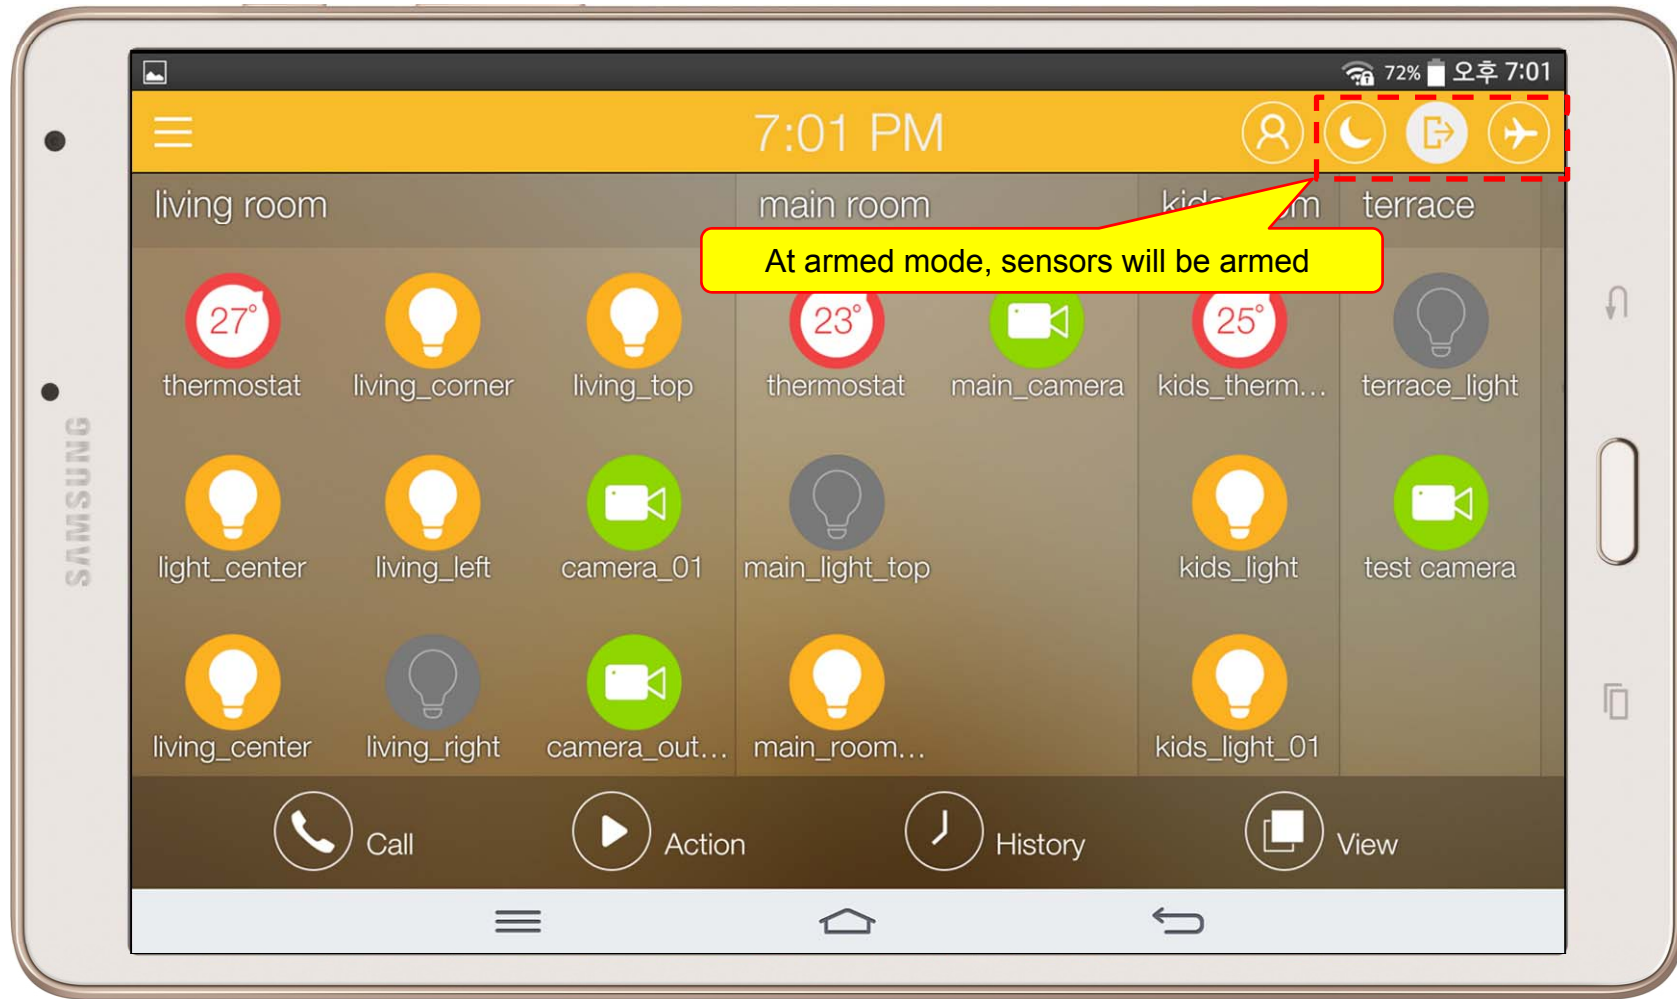 72% 오후 7:01
7:01 PM
living room
main room
terrace
At armed mode, sensors will be armed
27°
23°
25°
thermostat
living_corner
living_top
thermostat
main_camera
kids_therm...
terrace_light
light_center
living_left
camera_01
main_light_top
kids_light
test camera
living_center
living_right
camera_out...
main_room...
kids_light_01
Call
Action
History
View
SAMSUNG